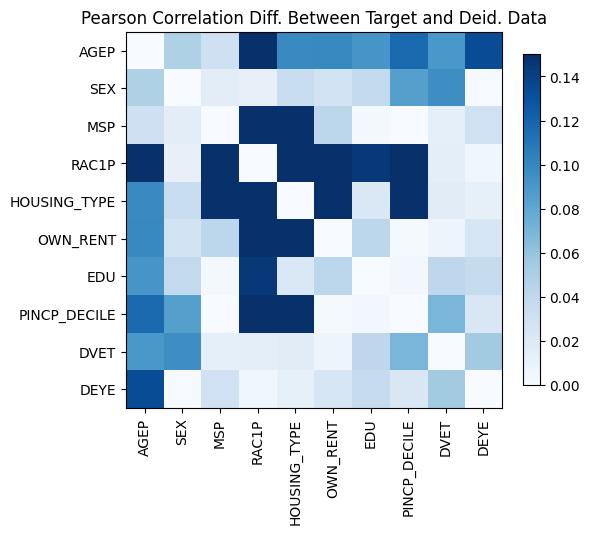 Pearson Correlation Diff. Between Target and Deid. Data
AGEP
SEX
MSP
RAC1P
HOUSING_TYPE
OWN_RENT
EDU
PINCP_DECILE
DVET
DEYE
0.14
0.12
0.10
0.08
0.06
0.04
0.02
0.00
AGEP
SEX
MSP
RAC1P
HOUSING_TYPE
OWN_RENT
EDU
PINCP_DECILE
DVET
DEYE